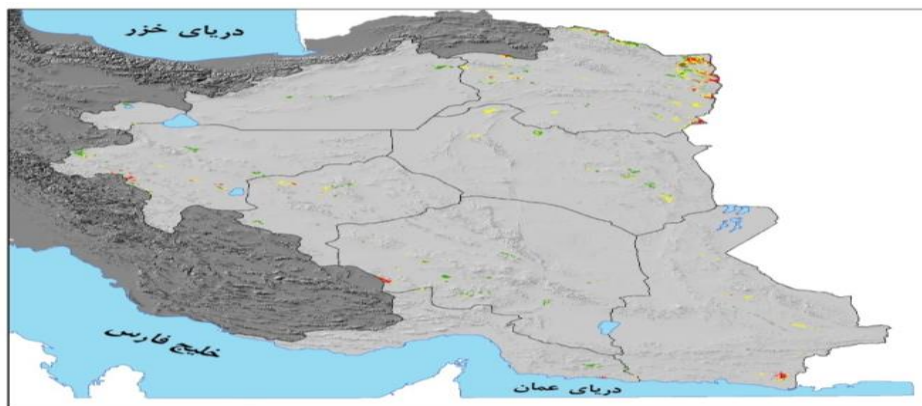 دریای خزر
خلیج فارس
دریای عمان